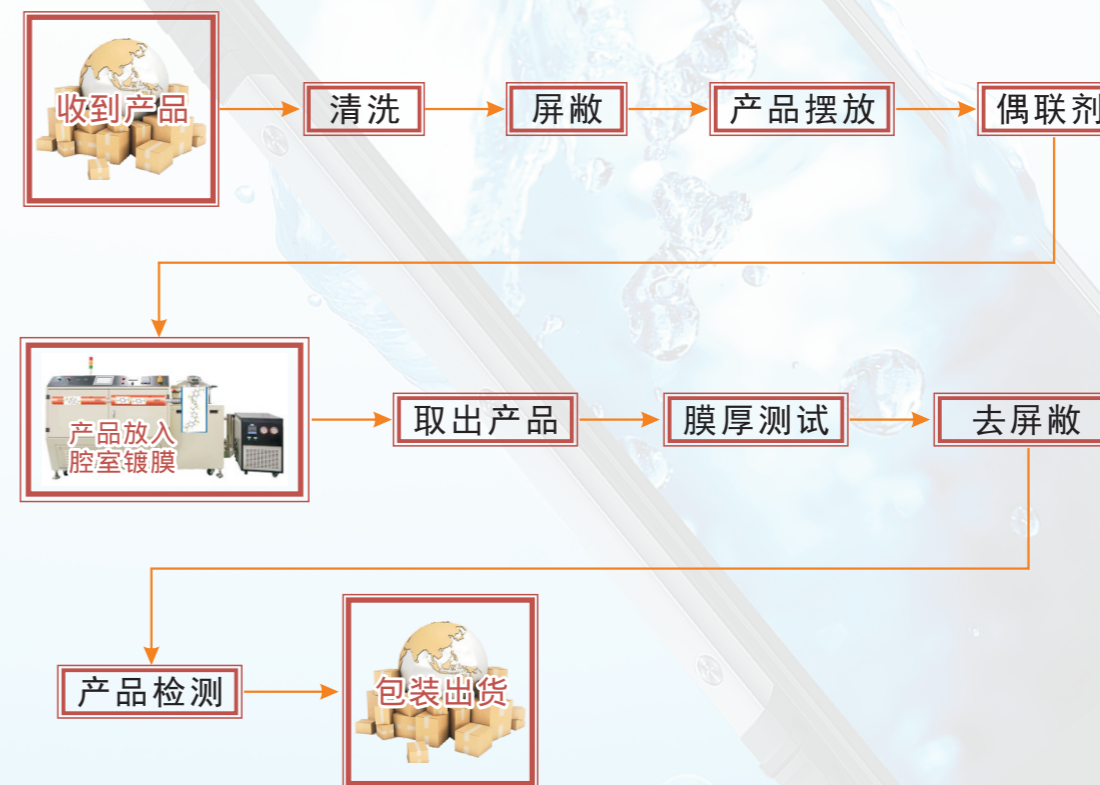 收到产品
清洗
屏敝
产品摆放
偶联剂
产品放入
腔室镀膜
取出产品
膜厚测试
去屏敝
产品检测
包装出货